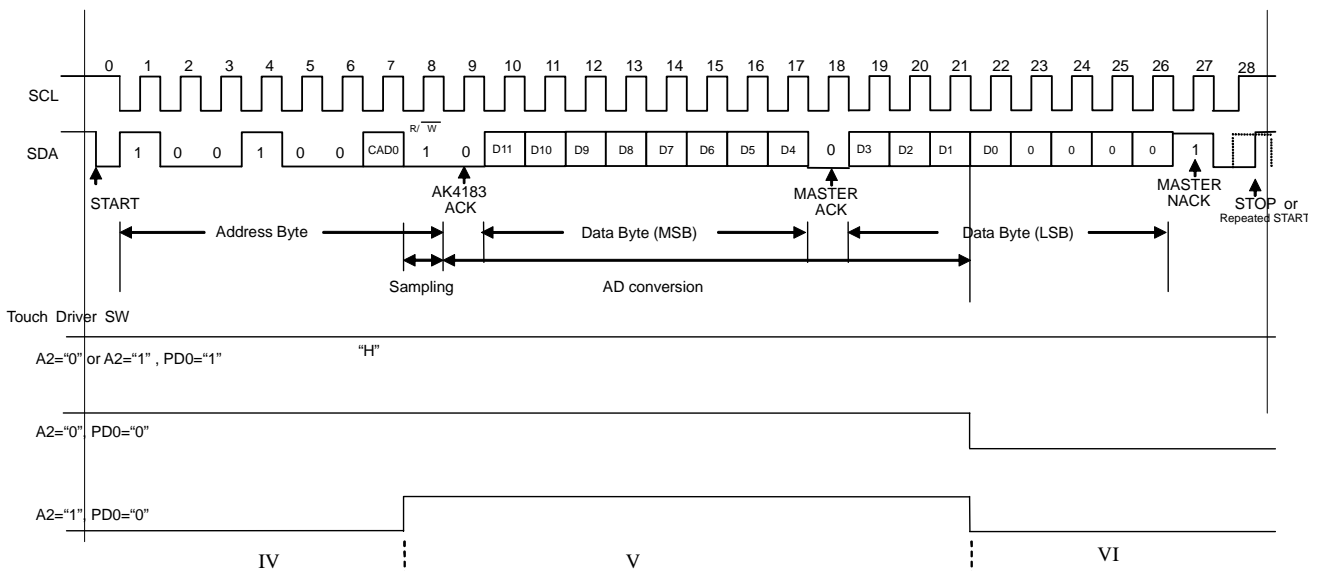 0 1 2 3 4 5 6 7 8 9 10 11 12 13 14 15 16 17 18 19 20 21 22 23 24 25 26 27 28
SCL
R/ W
SDA 1 0 0 1 0 0 CAD0 1 0 D11 D10 D9 D8 D7 D6 D5 D4 0 D3 D2 D1 D0 0 0 0 0 1
START
AK4183
ACK
MASTER
ACK
MASTER
NACK
STOP or
Repeated START
Address Byte Data Byte (MSB) Data Byte (LSB)
Sampling AD conversion
Touch Driver SW
A2=“0” or A2=“1” , PD0=“1” “H”
A2=“0”, PD0=“0”
A2=“1”, PD0=“0”
IV V VI